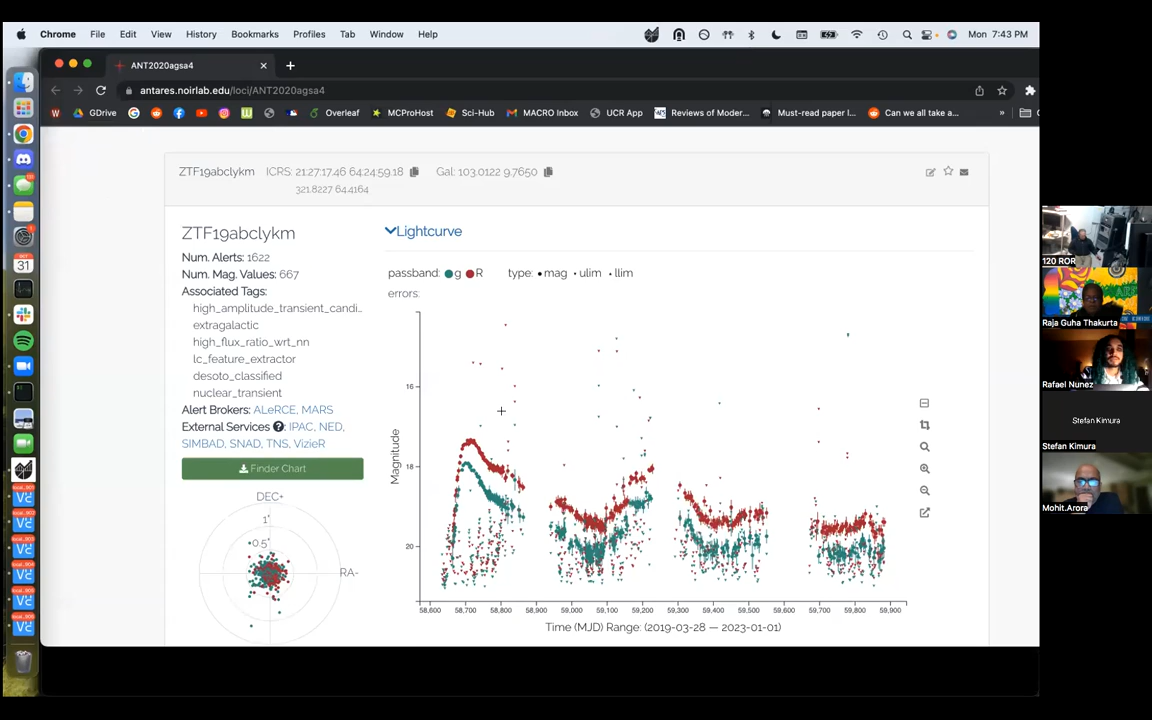 Chrome File Edit View History Bookmarks Profiles Tab Window Help Mon 7:43 PM
ANT2020agsa4
antares.noirlab.edu/loci/ANT2020agsa4
GDrive Overleaf MCProHost Sci-Hub MACRO Inbox UCR App Reviews of Moder... Must-read paper l... Can we all take a... »
ZTF19abclykm ICRS: 21:27:17.46 64:24:59.18 Gal: 103.0122 9.7650
321.8227 64.4164
ZTF19abclykm
Num. Alerts: 1622
Num. Mag. Values: 667
Associated Tags:
high_amplitude_transient_candi...
extragalactic
high_flux_ratio_wrt_nn
lc_feature_extractor
desoto_classified
nuclear_transient
Alert Brokers: ALeRCE, MARS
External Services ? IPAC, NED,
SIMBAD, SNAD, TNS, VizieR
Finder Chart
DEC+
1"
0.5"
RA-
Lightcurve
passband: g R type: mag ulim llim
errors:
Magnitude
16
18
20
58,600 58,700 58,800 58,900 59,000 59,100 59,200 59,300 59,400 59,500 59,600 59,700 59,800 59,900
Time (MJD) Range: (2019-03-28 — 2023-01-01)
OCT
31
120 ROR
Raja Guha Thakurta
Rafael Nunez
Stefan Kimura
Stefan Kimura
Mohit.Arora